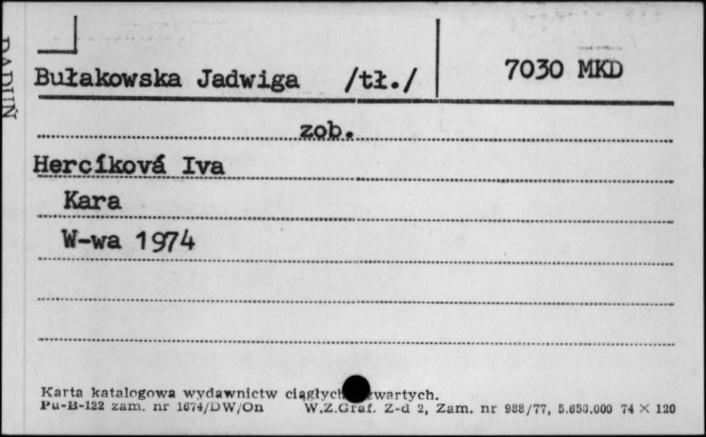 Bułakowska Jadwiga /tł./ 7030 MKD
zob.
Hercíková Iva
Kara
W-wa 1974
Karta katalogowa wydawnictw ciągłych zwartych.
Pu-B-122 zam. nr 1674/DW/On W.Z.Graf. Z-d 2, Zam. nr 988/77, 5.650.000 74 × 120